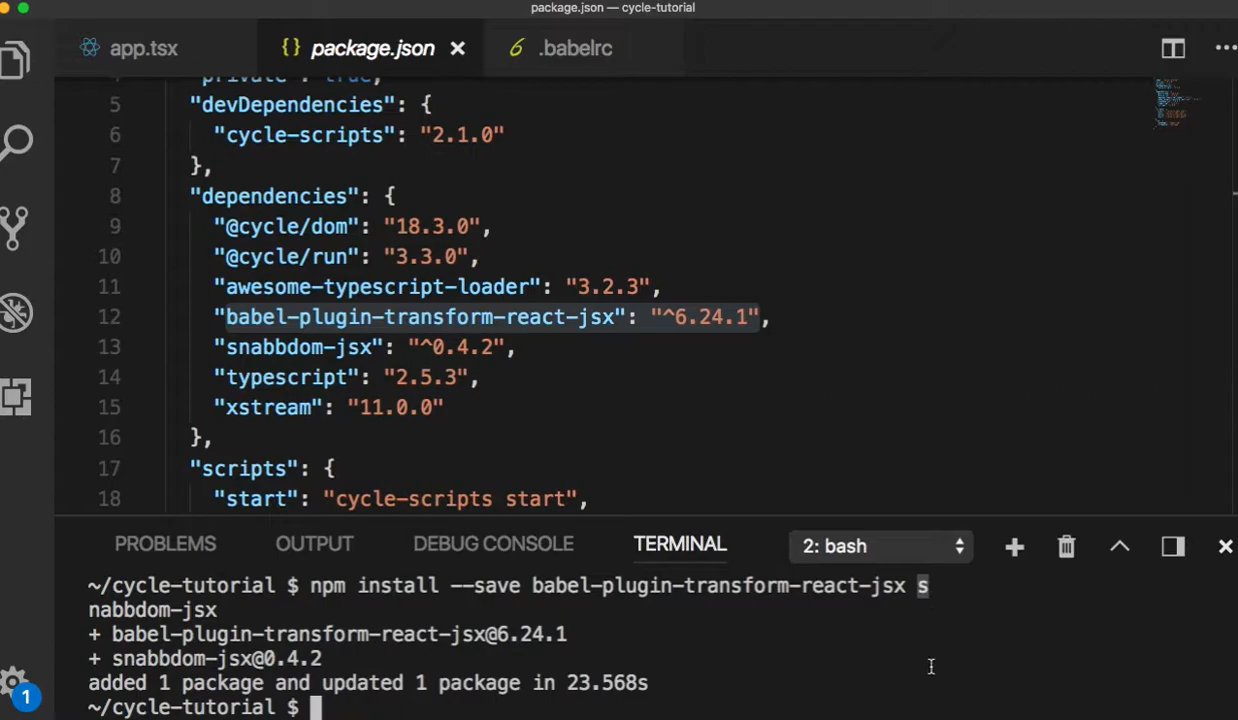 package.json — cycle-tutorial
app.tsx
{} package.json ×
6 .babelrc
4 "private": true,
5 "devDependencies": {
6 "cycle-scripts": "2.1.0"
7 },
8 "dependencies": {
9 "@cycle/dom": "18.3.0",
10 "@cycle/run": "3.3.0",
11 "awesome-typescript-loader": "3.2.3",
12 "babel-plugin-transform-react-jsx": "^6.24.1",
13 "snabbdom-jsx": "^0.4.2",
14 "typescript": "2.5.3",
15 "xstream": "11.0.0"
16 },
17 "scripts": {
18 "start": "cycle-scripts start",
PROBLEMS OUTPUT DEBUG CONSOLE TERMINAL 2: bash
~/cycle-tutorial $ npm install --save babel-plugin-transform-react-jsx s
nabbdom-jsx
+ babel-plugin-transform-react-jsx@6.24.1
+ snabbdom-jsx@0.4.2
added 1 package and updated 1 package in 23.568s
~/cycle-tutorial $
1